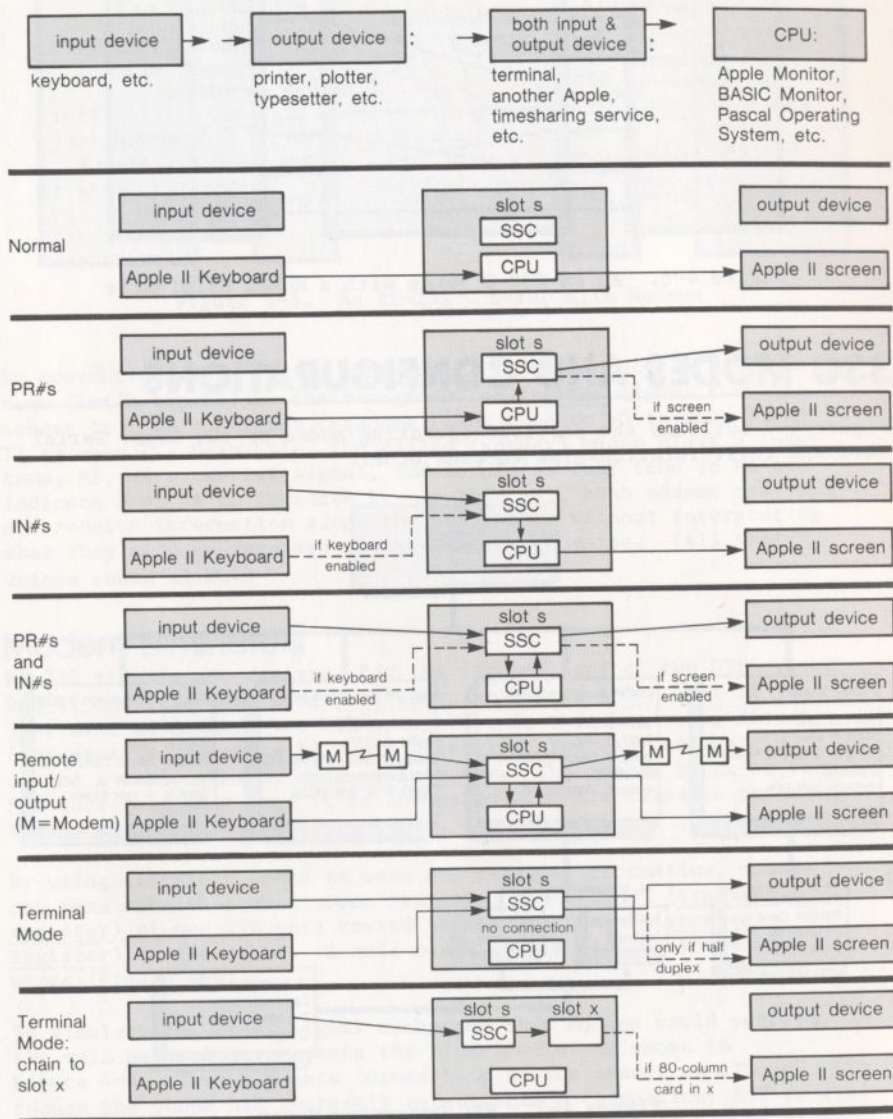 input device
output device
:
both input &
output device
:
CPU:
keyboard, etc.
printer, plotter,
typesetter, etc.
terminal,
another Apple,
timesharing service,
etc.
Apple Monitor,
BASIC Monitor,
Pascal Operating
System, etc.
Normal
input device
Apple II Keyboard
slot s
SSC
CPU
output device
Apple II screen
PR#s
input device
Apple II Keyboard
slot s
SSC
CPU
if screen
enabled
output device
Apple II screen
IN#s
input device
Apple II Keyboard
if keyboard
enabled
slot s
SSC
CPU
output device
Apple II screen
PR#s
and
IN#s
input device
Apple II Keyboard
if keyboard
enabled
slot s
SSC
CPU
if screen
enabled
output device
Apple II screen
Remote
input/
output
(M=Modem)
input device
Apple II Keyboard
M
M
slot s
SSC
CPU
M
M
output device
Apple II screen
Terminal
Mode
input device
Apple II Keyboard
slot s
SSC
no connection
CPU
only if half
duplex
output device
Apple II screen
Terminal
Mode:
chain to
slot x
input device
Apple II Keyboard
slot s
slot x
SSC
CPU
if 80-column
card in x
output device
Apple II screen